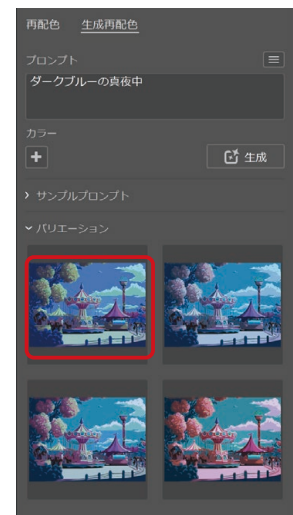 再配色 生成再配色
プロンプト
ダークブルーの真夜中
カラー
生成
サンプルプロンプト
バリエーション